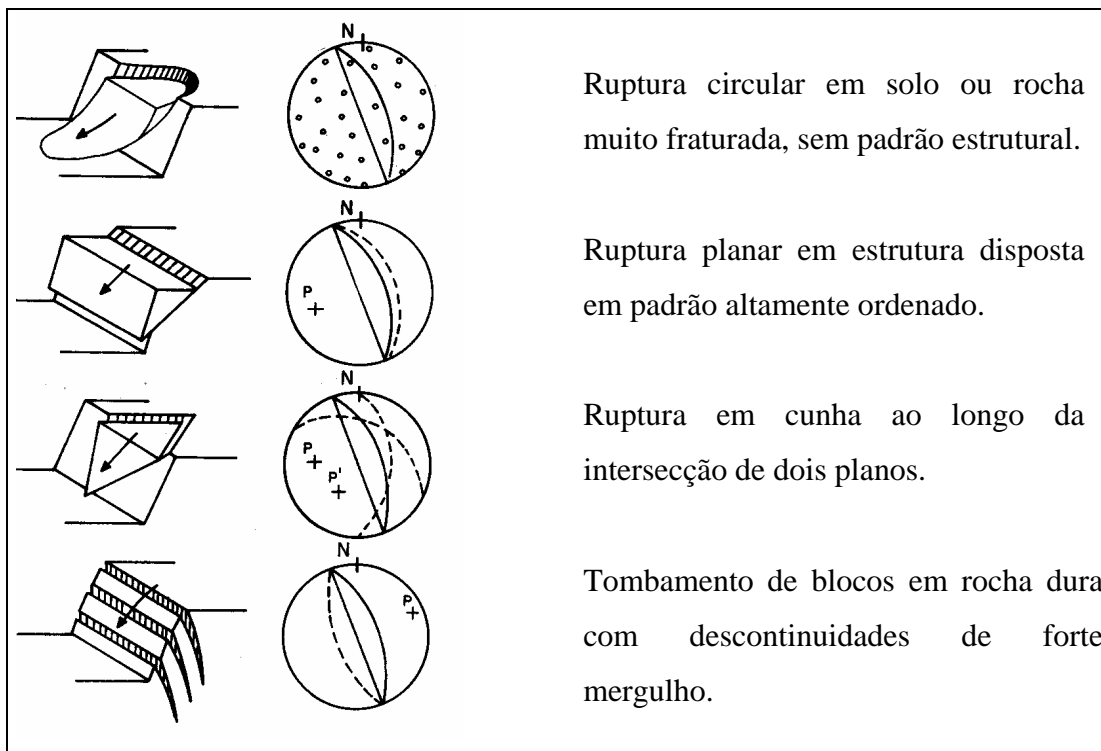 N
Ruptura circular em solo ou rocha
muito fraturada, sem padrão estrutural.
N
P
Ruptura planar em estrutura disposta
em padrão altamente ordenado.
N
P
P'
Ruptura em cunha ao longo da
intersecção de dois planos.
N
P
Tombamento de blocos em rocha dura
com descontinuidades de forte
mergulho.